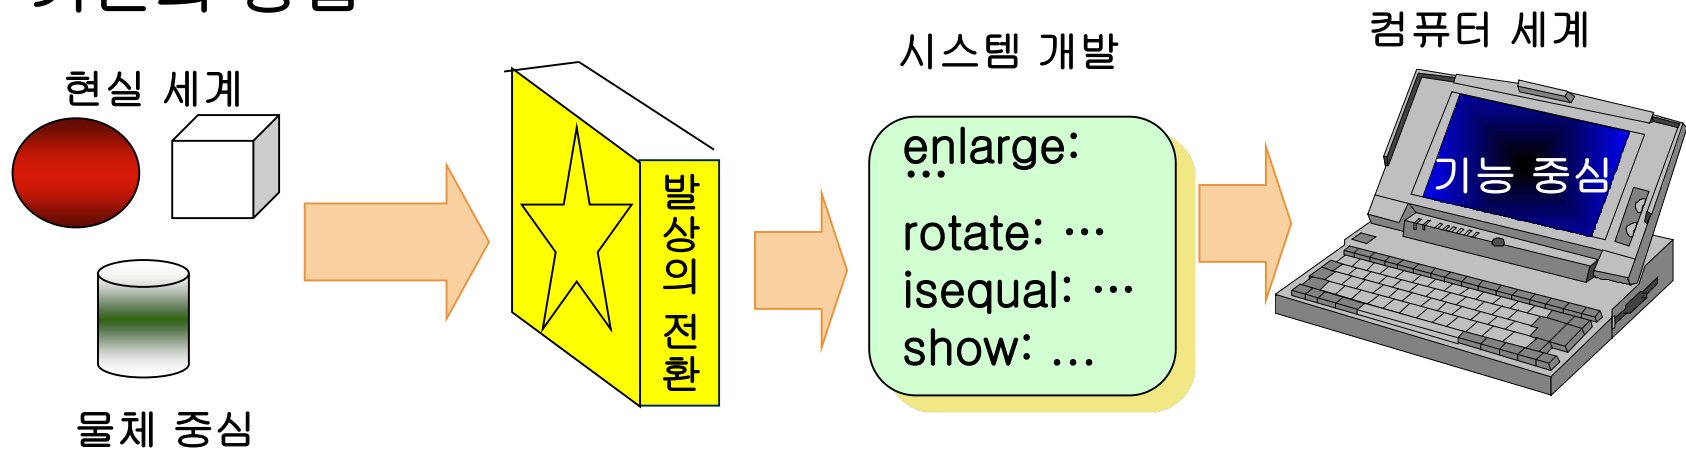 현실 세계
물체 중심
발상의 전환
시스템 개발
enlarge:
...
rotate: ...
isequal: ...
show: ...
컴퓨터 세계
기능 중심